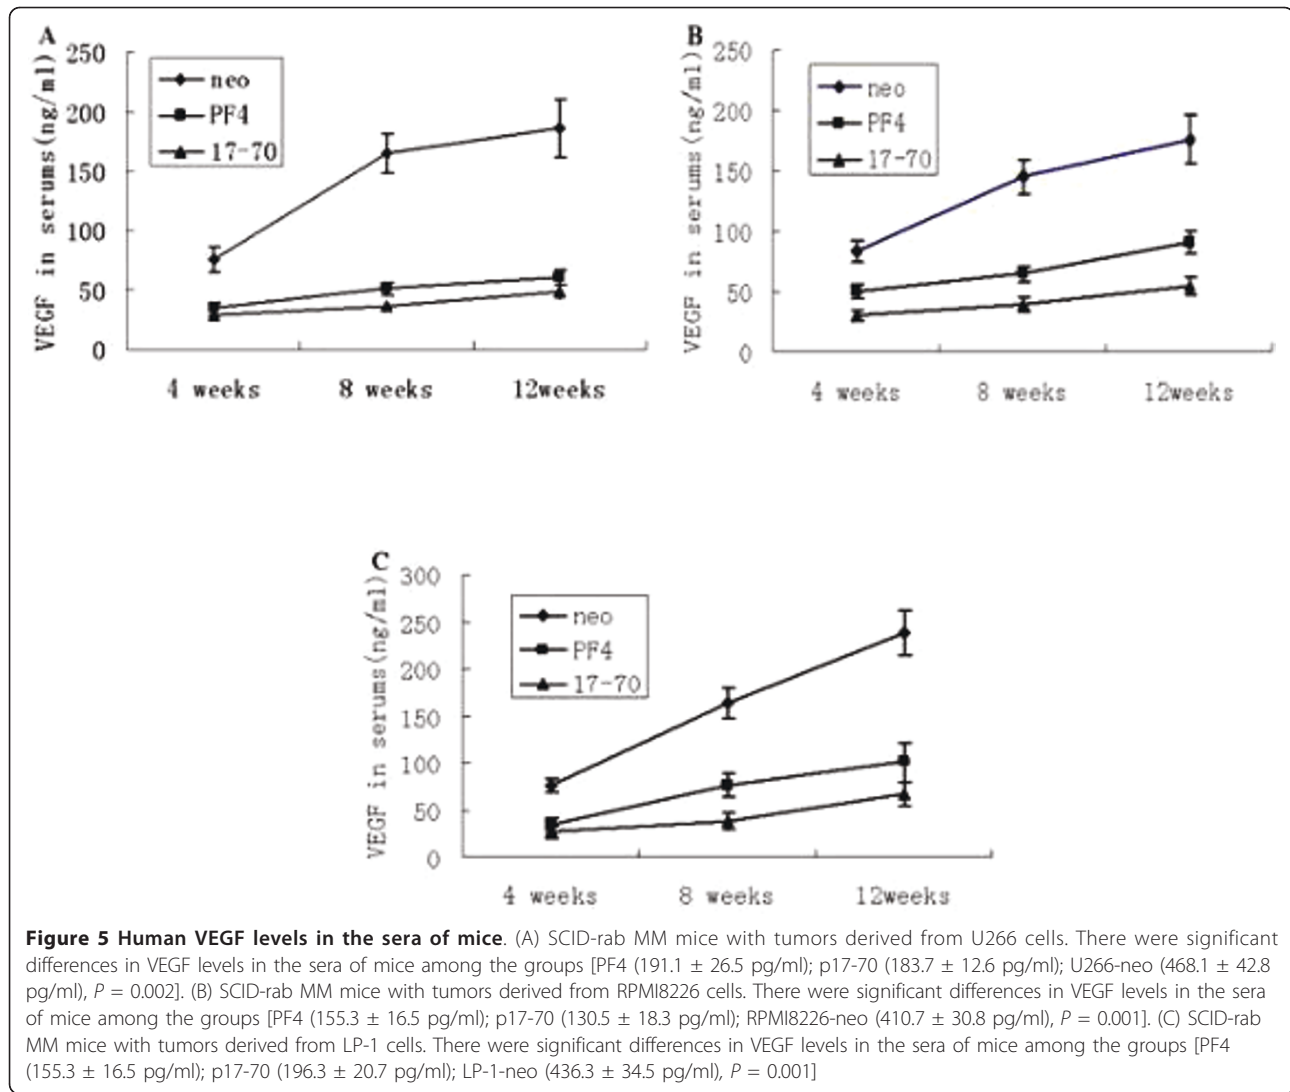 A
VEGF in serums(ng/ml)
250
200
150
100
50
0
neo
PF4
17-70
4 weeks
8 weeks
12weeks
B
VEGF in serums(ng/ml)
250
200
150
100
50
0
neo
PF4
17-70
4 weeks
8 weeks
12weeks
C
VEGF in serums(ng/ml)
300
250
200
150
100
50
0
neo
PF4
17-70
4 weeks
8 weeks
12weeks
Figure 5 Human VEGF levels in the sera of mice. (A) SCID-rab MM mice with tumors derived from U266 cells. There were significant
differences in VEGF levels in the sera of mice among the groups [PF4 (191.1 ± 26.5 pg/ml); p17-70 (183.7 ± 12.6 pg/ml); U266-neo (468.1 ± 42.8
pg/ml), P = 0.002]. (B) SCID-rab MM mice with tumors derived from RPMI8226 cells. There were significant differences in VEGF levels in the sera
of mice among the groups [PF4 (155.3 ± 16.5 pg/ml); p17-70 (130.5 ± 18.3 pg/ml); RPMI8226-neo (410.7 ± 30.8 pg/ml), P = 0.001]. (C) SCID-rab
MM mice with tumors derived from LP-1 cells. There were significant differences in VEGF levels in the sera of mice among the groups [PF4
(155.3 ± 16.5 pg/ml); p17-70 (196.3 ± 20.7 pg/ml); LP-1-neo (436.3 ± 34.5 pg/ml), P = 0.001]